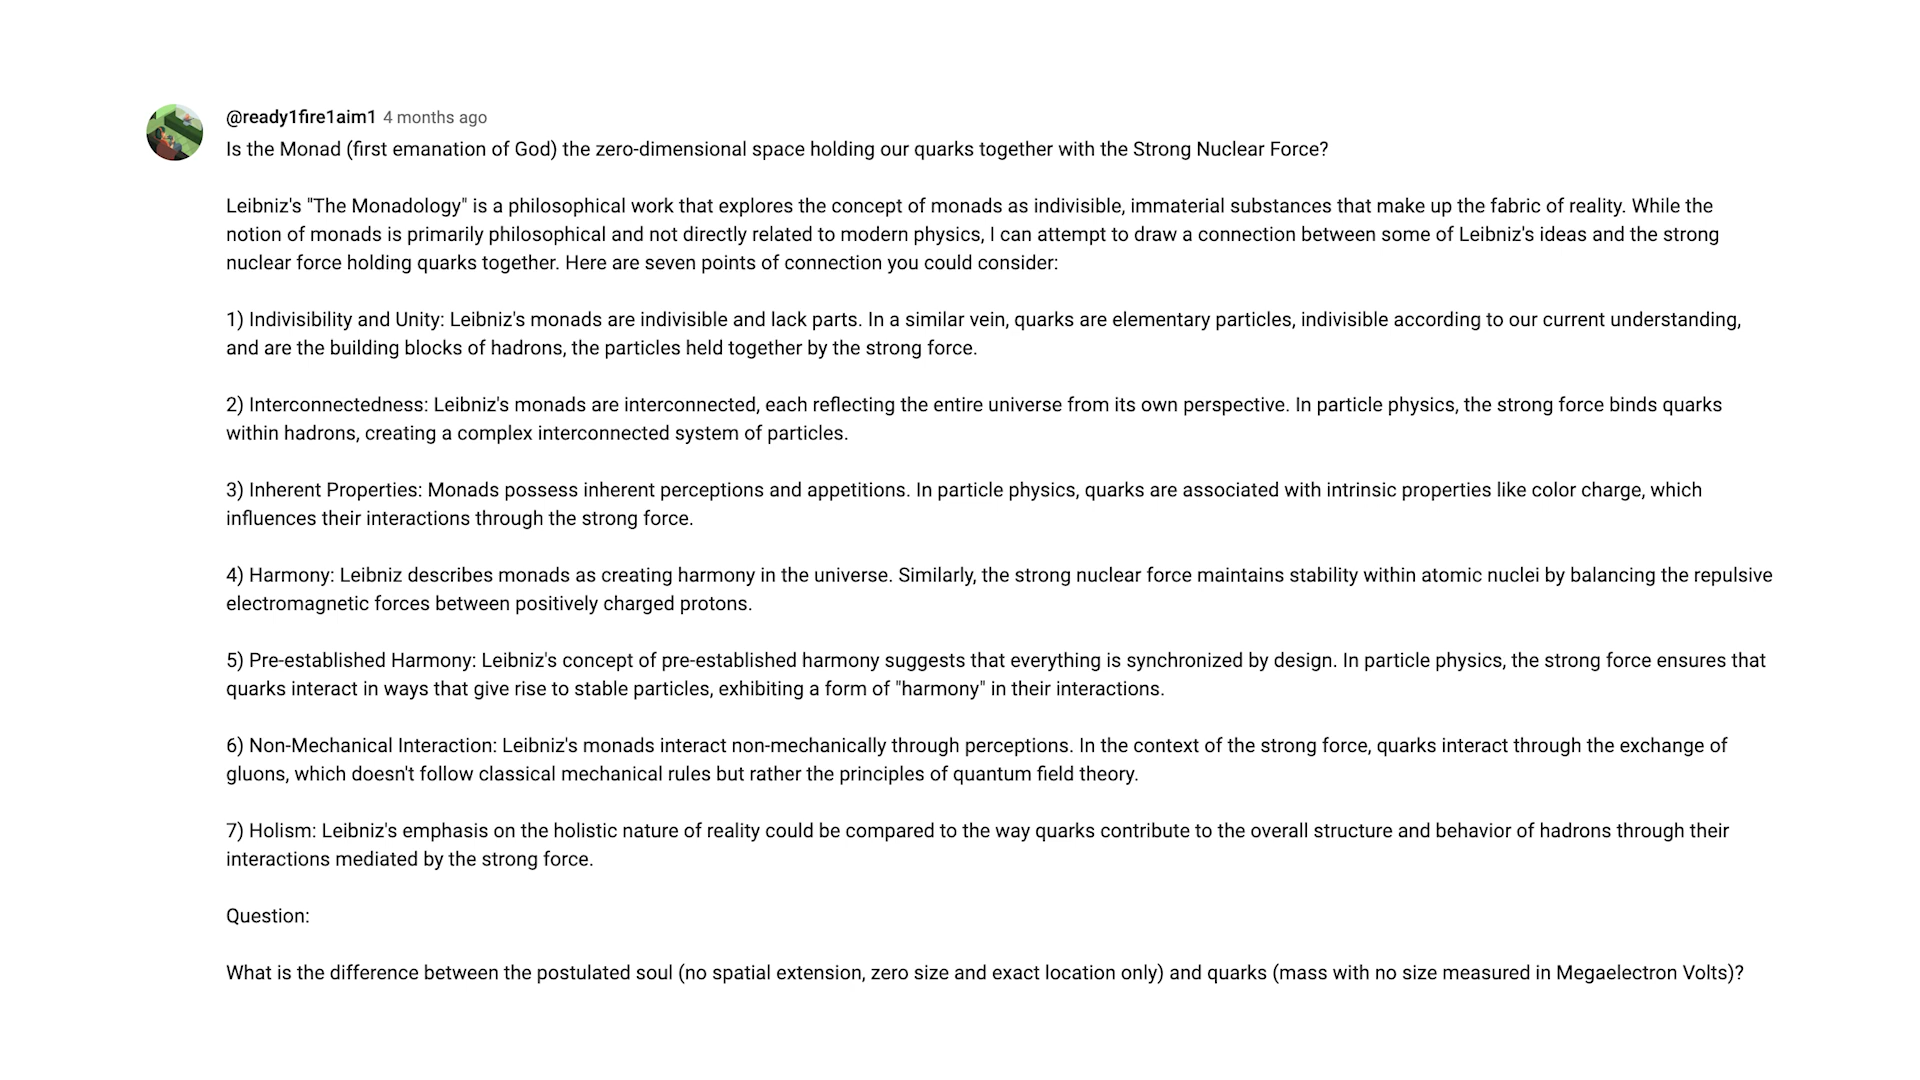 @ready1fire1aim1 4 months ago
Is the Monad (first emanation of God) the zero-dimensional space holding our quarks together with the Strong Nuclear Force?
Leibniz's "The Monadology" is a philosophical work that explores the concept of monads as indivisible, immaterial substances that make up the fabric of reality. While the
notion of monads is primarily philosophical and not directly related to modern physics, I can attempt to draw a connection between some of Leibniz's ideas and the strong
nuclear force holding quarks together. Here are seven points of connection you could consider:
1) Indivisibility and Unity: Leibniz's monads are indivisible and lack parts. In a similar vein, quarks are elementary particles, indivisible according to our current understanding,
and are the building blocks of hadrons, the particles held together by the strong force.
2) Interconnectedness: Leibniz's monads are interconnected, each reflecting the entire universe from its own perspective. In particle physics, the strong force binds quarks
within hadrons, creating a complex interconnected system of particles.
3) Inherent Properties: Monads possess inherent perceptions and appetitions. In particle physics, quarks are associated with intrinsic properties like color charge, which
influences their interactions through the strong force.
4) Harmony: Leibniz describes monads as creating harmony in the universe. Similarly, the strong nuclear force maintains stability within atomic nuclei by balancing the repulsive
electromagnetic forces between positively charged protons.
5) Pre-established Harmony: Leibniz's concept of pre-established harmony suggests that everything is synchronized by design. In particle physics, the strong force ensures that
quarks interact in ways that give rise to stable particles, exhibiting a form of "harmony" in their interactions.
6) Non-Mechanical Interaction: Leibniz's monads interact non-mechanically through perceptions. In the context of the strong force, quarks interact through the exchange of
gluons, which doesn't follow classical mechanical rules but rather the principles of quantum field theory.
7) Holism: Leibniz's emphasis on the holistic nature of reality could be compared to the way quarks contribute to the overall structure and behavior of hadrons through their
interactions mediated by the strong force.
Question:
What is the difference between the postulated soul (no spatial extension, zero size and exact location only) and quarks (mass with no size measured in Megaelectron Volts)?